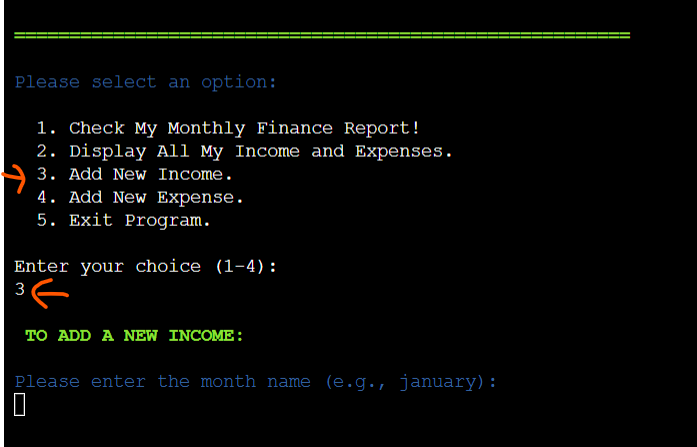 ========================================================
Please select an option:
1. Check My Monthly Finance Report!
2. Display All My Income and Expenses.
3. Add New Income.
4. Add New Expense.
5. Exit Program.
Enter your choice (1-4):
3
TO ADD A NEW INCOME:
Please enter the month name (e.g., january):